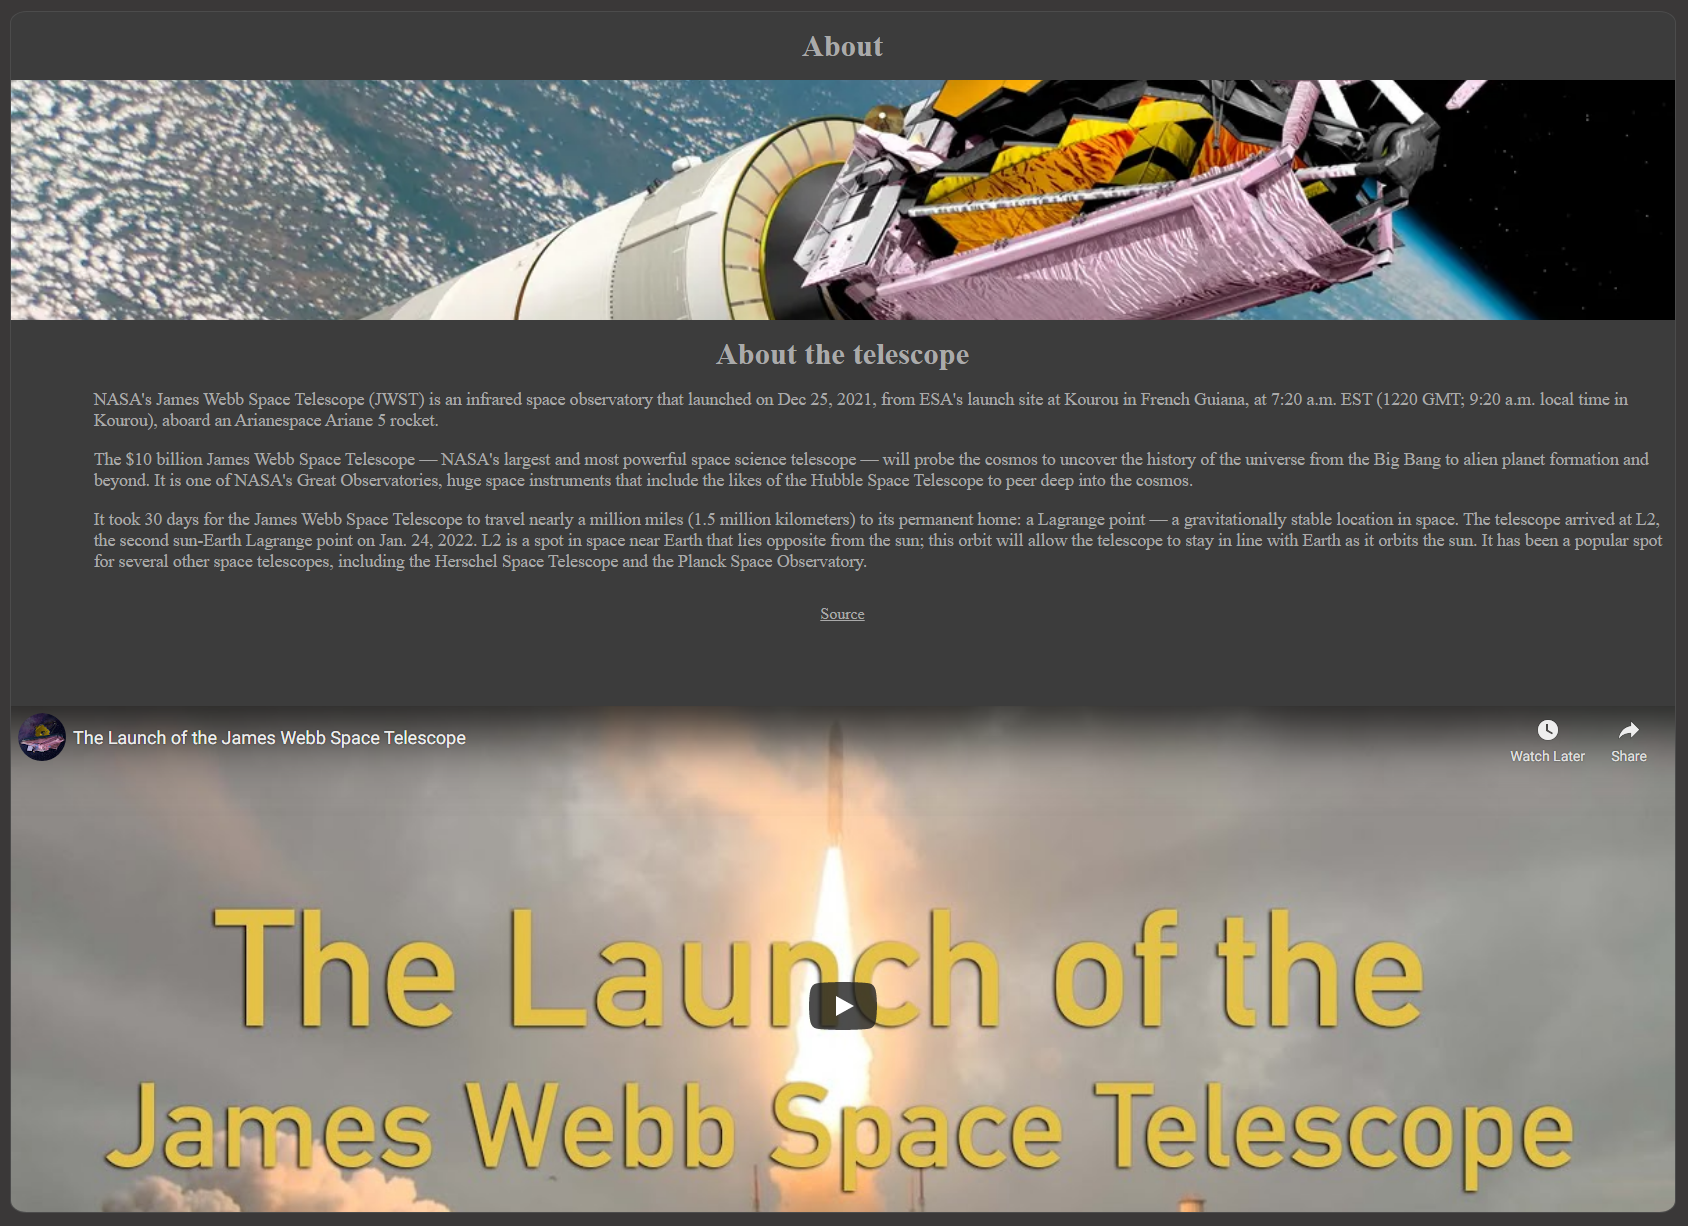 About
About the telescope
NASA's James Webb Space Telescope (JWST) is an infrared space observatory that launched on Dec 25, 2021, from ESA's launch site at Kourou in French Guiana, at 7:20 a.m. EST (1220 GMT; 9:20 a.m. local time in
Kourou), aboard an Arianespace Ariane 5 rocket.
The $10 billion James Webb Space Telescope — NASA's largest and most powerful space science telescope — will probe the cosmos to uncover the history of the universe from the Big Bang to alien planet formation and
beyond. It is one of NASA's Great Observatories, huge space instruments that include the likes of the Hubble Space Telescope to peer deep into the cosmos.
It took 30 days for the James Webb Space Telescope to travel nearly a million miles (1.5 million kilometers) to its permanent home: a Lagrange point — a gravitationally stable location in space. The telescope arrived at L2,
the second sun-Earth Lagrange point on Jan. 24, 2022. L2 is a spot in space near Earth that lies opposite from the sun; this orbit will allow the telescope to stay in line with Earth as it orbits the sun. It has been a popular spot
for several other space telescopes, including the Herschel Space Telescope and the Planck Space Observatory.
Source
The Launch of the James Webb Space Telescope
Watch Later
Share
The Launch of the
James Webb Space Telescope